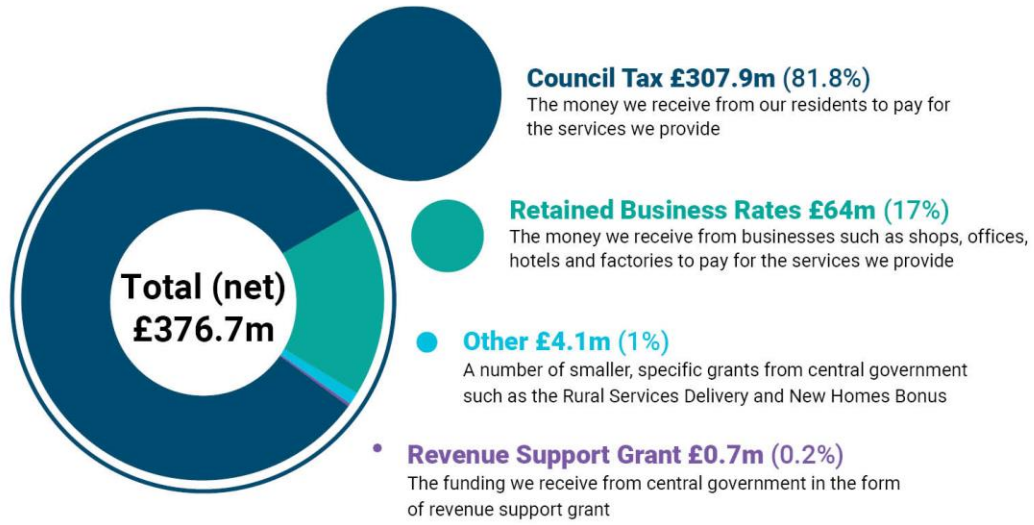 Total (net)
£376.7m
Council Tax £307.9m (81.8%)
The money we receive from our residents to pay for
the services we provide
Retained Business Rates £64m (17%)
The money we receive from businesses such as shops, offices,
hotels and factories to pay for the services we provide
Other £4.1m (1%)
A number of smaller, specific grants from central government
such as the Rural Services Delivery and New Homes Bonus
Revenue Support Grant £0.7m (0.2%)
The funding we receive from central government in the form
of revenue support grant